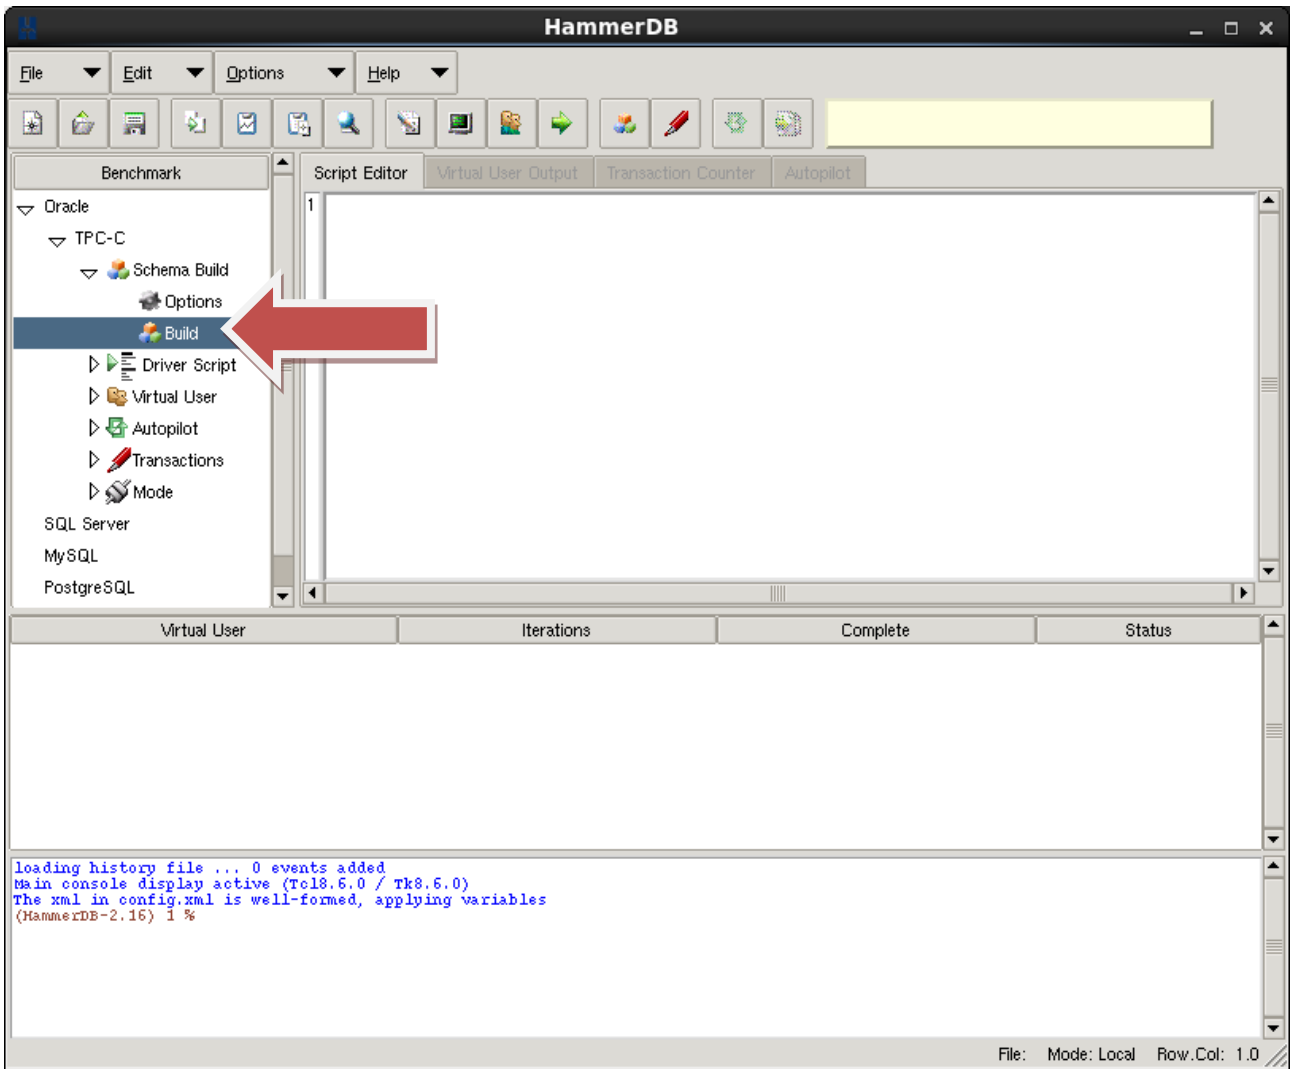 HammerDB
File Edit Options Help
Benchmark
Script Editor Virtual User Output Transaction Counter Autopilot
1
Oracle
TPC-C
Schema Build
Options
Build
Driver Script
Virtual User
Autopilot
Transactions
Mode
SQL Server
MySQL
PostgreSQL
Virtual User Iterations Complete Status
loading history file ... 0 events added
Main console display active (Tcl8.6.0 / Tk8.6.0)
The xml in config.xml is well-formed, applying variables
(HammerDB-2.16) 1 %
File: Mode: Local Row.Col: 1.0